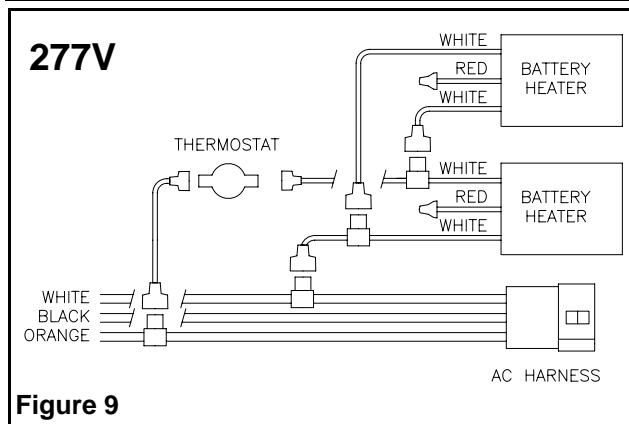 277V
WHITE
RED
WHITE
BATTERY
HEATER
THERMOSTAT
WHITE
RED
WHITE
BATTERY
HEATER
WHITE
BLACK
ORANGE
AC HARNESS
Figure 9